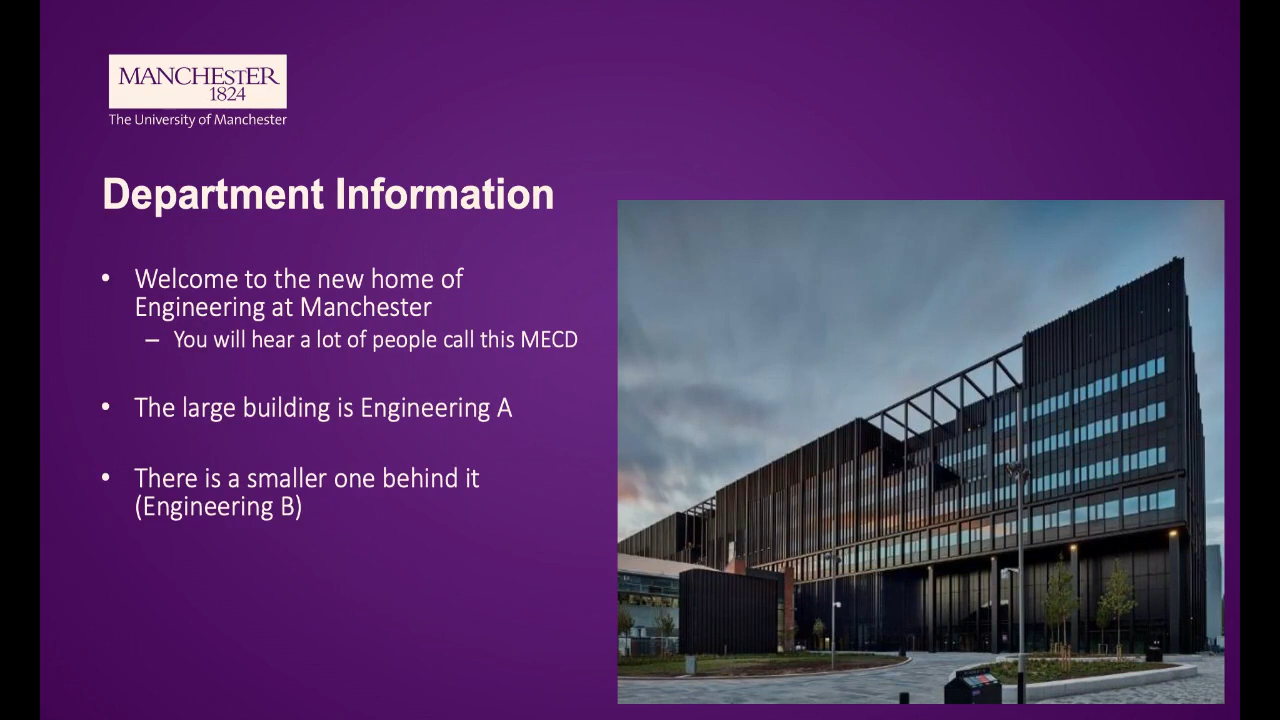 MANCHESTER
1824
The University of Manchester
Department Information
• Welcome to the new home of
Engineering at Manchester
– You will hear a lot of people call this MECD
• The large building is Engineering A
• There is a smaller one behind it
(Engineering B)